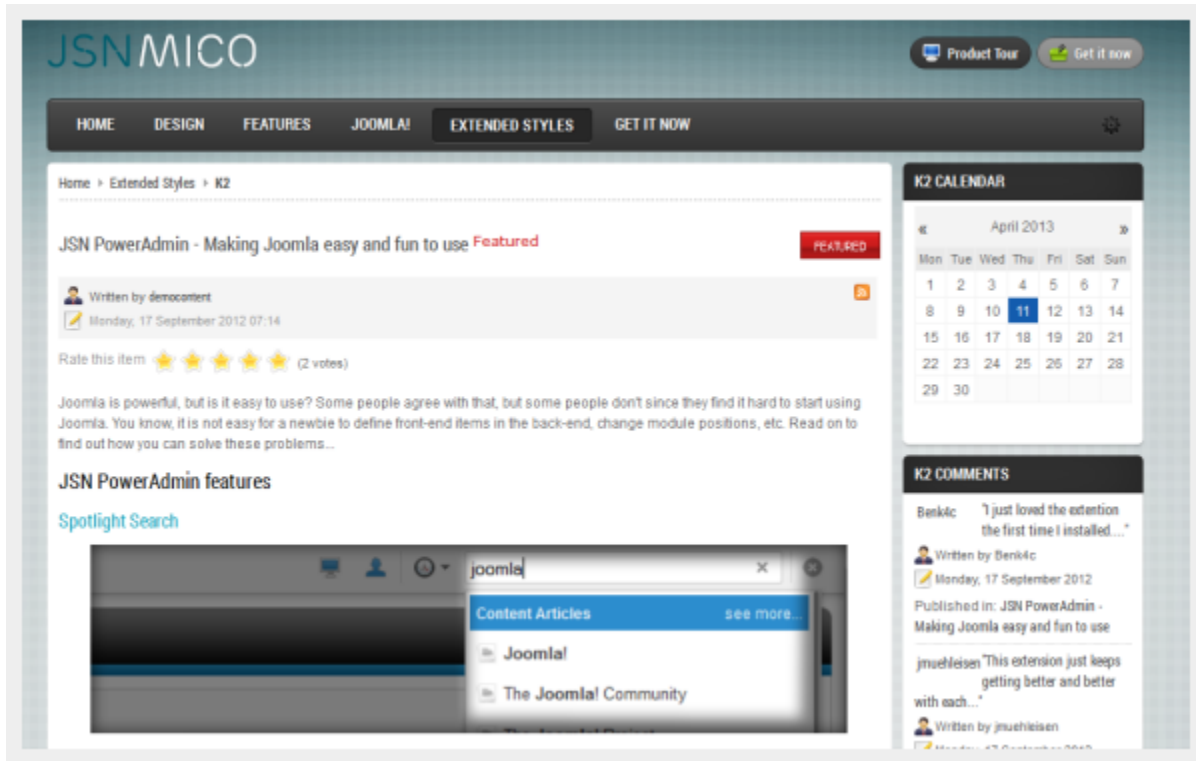 JSN MICO
Product Tour
Get it now
HOME DESIGN FEATURES JOOMLA! EXTENDED STYLES GET IT NOW
Home Extended Styles K2
JSN PowerAdmin - Making Joomla easy and fun to use Featured
FEATURED
Written by democontent
Monday, 17 September 2012 07:14
Rate this item (2 votes)
Joomla is powerful, but is it easy to use? Some people agree with that, but some people don't since they find it hard to start using
Joomla. You know, it is not easy for a newbie to define front-end items in the back-end, change module positions, etc. Read on to
find out how you can solve these problems...
JSN PowerAdmin features
Spotlight Search
joomla
Content Articles see more...
Joomla!
The Joomla! Community
The Joomla! Project
K2 CALENDAR
« April 2013 »
Mon Tue Wed Thu Fri Sat Sun
1 2 3 4 5 6 7
8 9 10 11 12 13 14
15 16 17 18 19 20 21
22 23 24 25 26 27 28
29 30
K2 COMMENTS
Benk4c "I just loved the extention
the first time I installed...."
Written by Benk4c
Monday, 17 September 2012
Published in: JSN PowerAdmin -
Making Joomla easy and fun to use
jmuehleisen "This extension just keeps
getting better and better
with each..."
Written by jmuehleisen
Monday, 17 September 2012